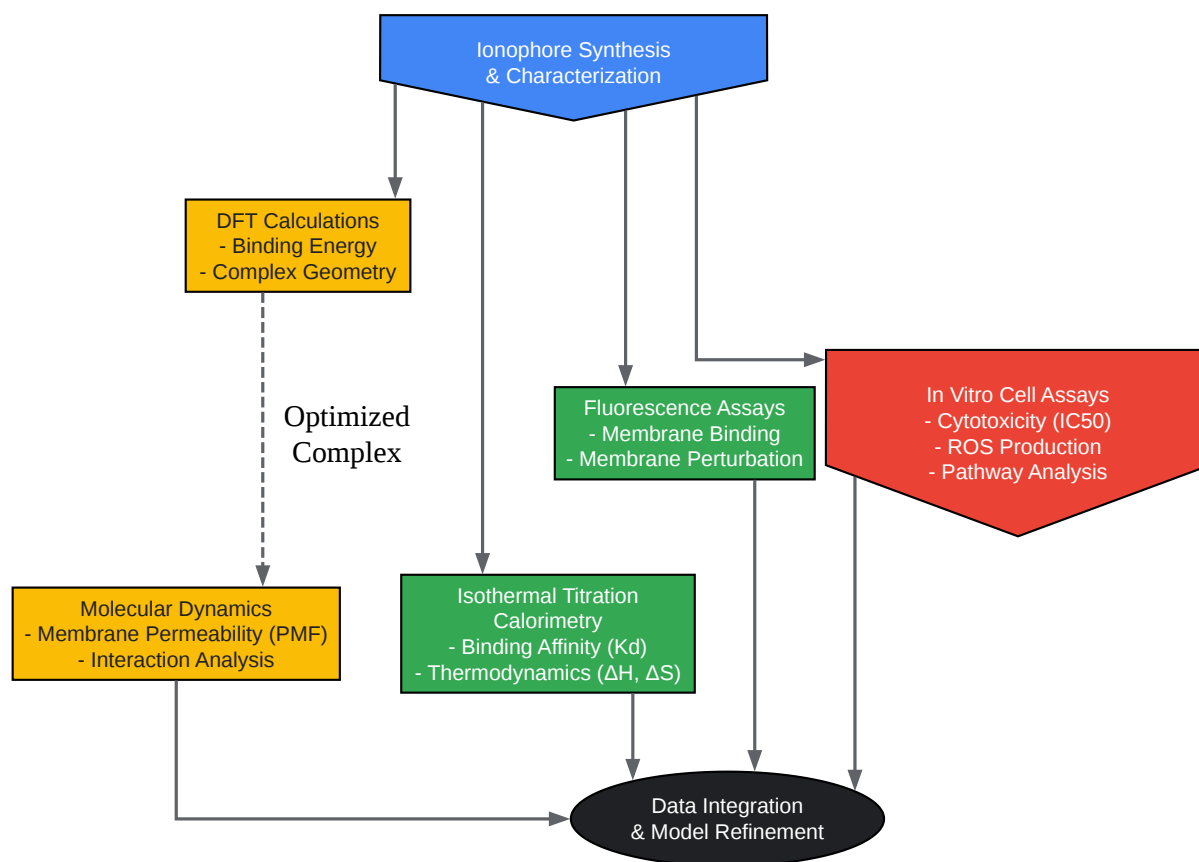 Ionophore Synthesis
& Characterization
DFT Calculations
- Binding Energy
- Complex Geometry
Optimized
Complex
Fluorescence Assays
- Membrane Binding
- Membrane Perturbation
In Vitro Cell Assays
- Cytotoxicity (IC50)
- ROS Production
- Pathway Analysis
Molecular Dynamics
- Membrane Permeability (PMF)
- Interaction Analysis
Isothermal Titration
Calorimetry
- Binding Affinity (Kd)
- Thermodynamics (ΔH, ΔS)
Data Integration
& Model Refinement